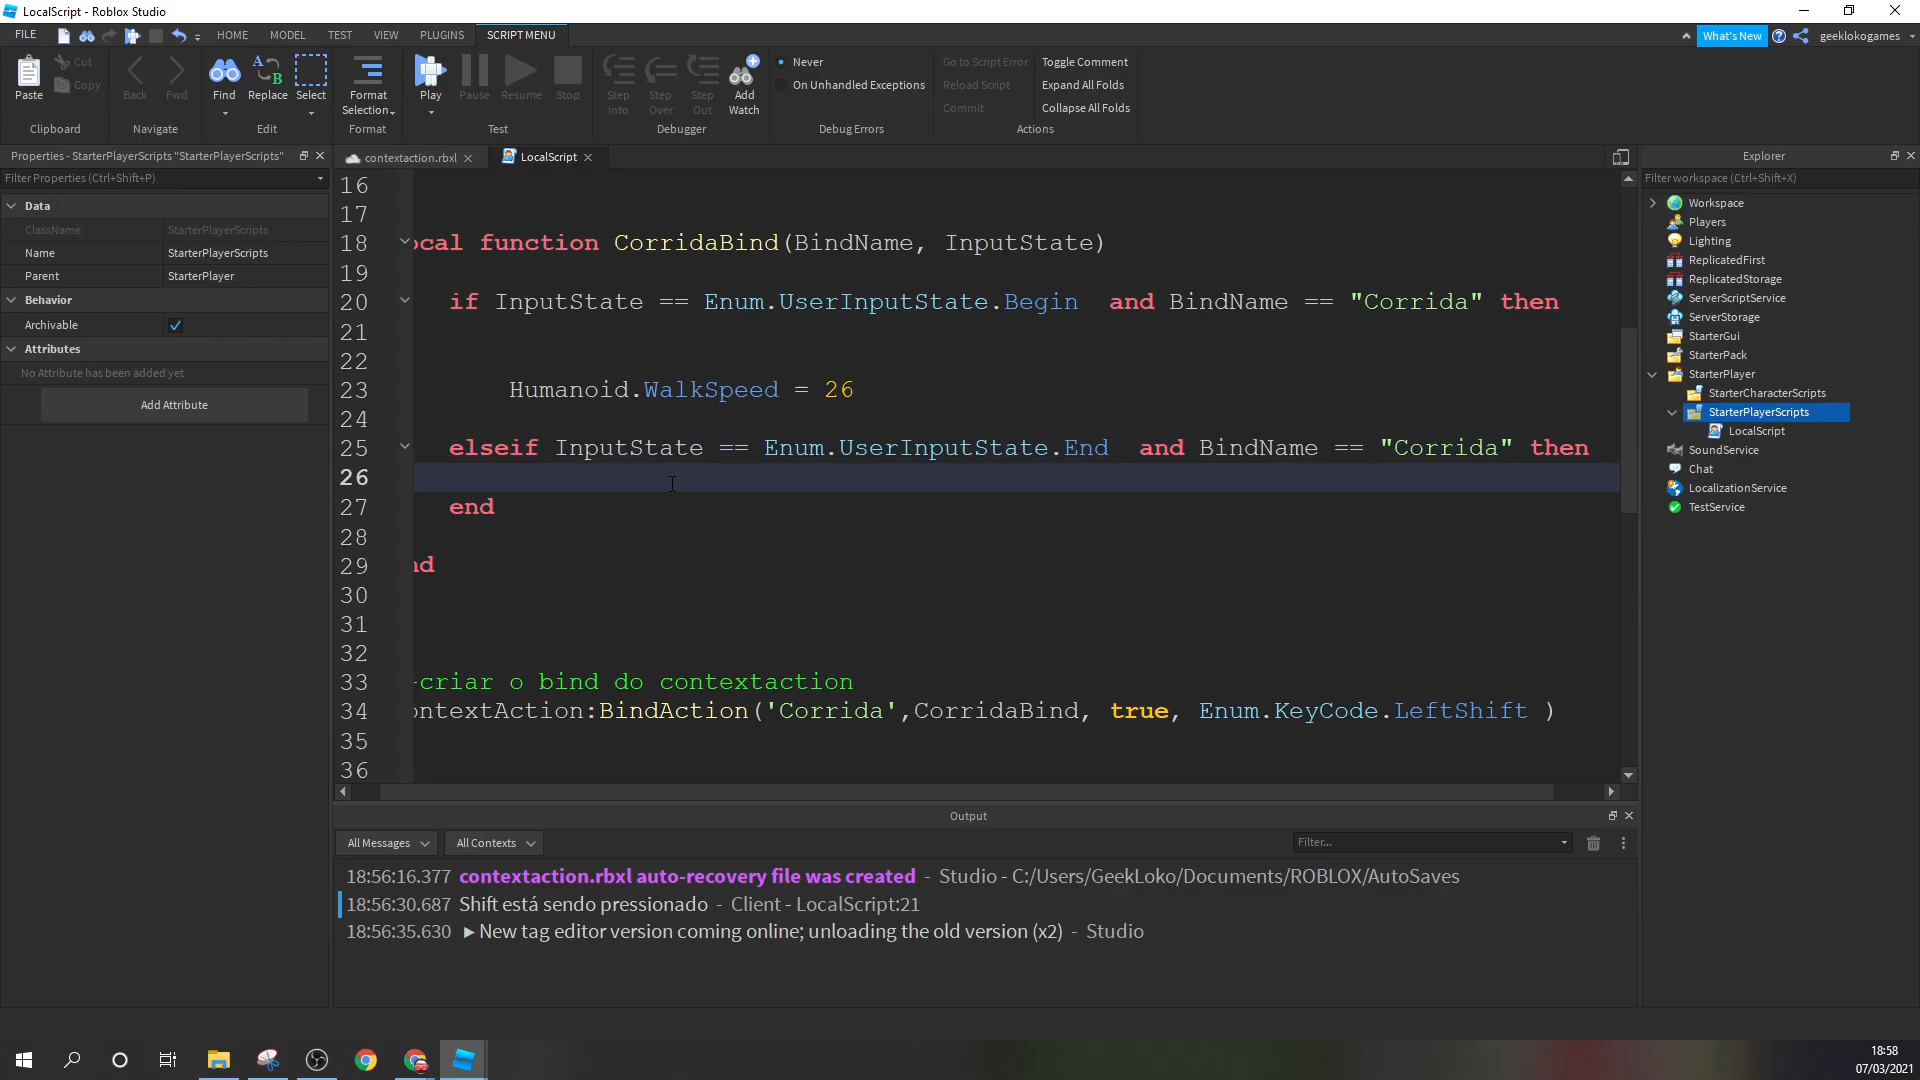 LocalScript - Roblox Studio
FILE HOME MODEL TEST VIEW PLUGINS SCRIPT MENU What's New geeklokogames
Paste Cut Copy Back Fwd Find Replace Select Format Selection Play Pause Resume Stop Step Into Step Over Step Out Add Watch
Never
On Unhandled Exceptions
Go to Script Error
Reload Script
Commit
Toggle Comment
Expand All Folds
Collapse All Folds
Clipboard Navigate Edit Format Test Debugger Debug Errors Actions
Properties - StarterPlayerScripts "StarterPlayerScripts"
Filter Properties (Ctrl+Shift+P)
Data
ClassName StarterPlayerScripts
Name StarterPlayerScripts
Parent StarterPlayer
Behavior
Archivable
Attributes
No Attribute has been added yet
Add Attribute
contextaction.rbxl LocalScript
16
17
18 ocal function CorridaBind(BindName, InputState)
19
20 if InputState == Enum.UserInputState.Begin and BindName == "Corrida" then
21
22
23 Humanoid.WalkSpeed = 26
24
25 elseif InputState == Enum.UserInputState.End and BindName == "Corrida" then
26
27 end
28
29 nd
30
31
32
33 -criar o bind do contextaction
34 ontextAction:BindAction('Corrida',CorridaBind, true, Enum.KeyCode.LeftShift )
35
36
Output
All Messages All Contexts Filter...
18:56:16.377 contextaction.rbxl auto-recovery file was created - Studio - C:/Users/GeekLoko/Documents/ROBLOX/AutoSaves
18:56:30.687 Shift está sendo pressionado - Client - LocalScript:21
18:56:35.630 New tag editor version coming online; unloading the old version (x2) - Studio
Explorer
Filter workspace (Ctrl+Shift+X)
Workspace
Players
Lighting
ReplicatedFirst
ReplicatedStorage
ServerScriptService
ServerStorage
StarterGui
StarterPack
StarterPlayer
StarterCharacterScripts
StarterPlayerScripts
LocalScript
SoundService
Chat
LocalizationService
TestService
18:58
07/03/2021